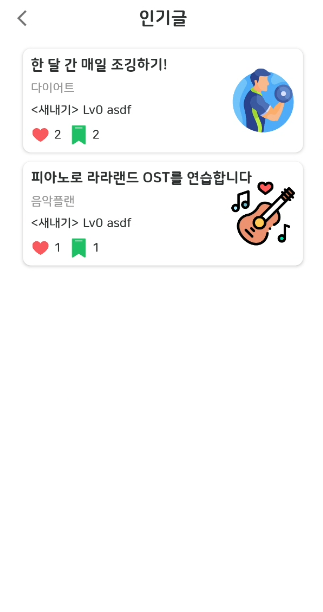 인기글
한 달 간 매일 조깅하기!
다이어트
<새내기> Lv0 asdf
2 2
피아노로 라라랜드 OST를 연습합니다
음악플랜
<새내기> Lv0 asdf
1 1